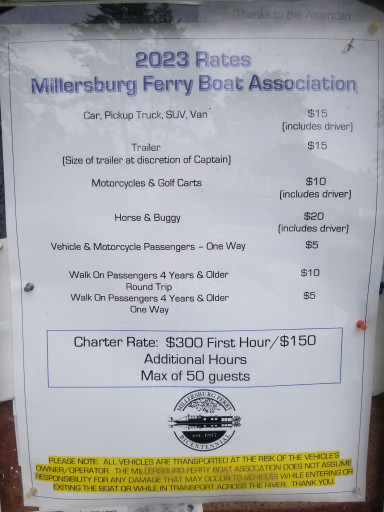 Thanks to the American
2023 Rates
Millersburg Ferry Boat Association
Car, Pickup Truck, SUV, Van $15
(includes driver)
Trailer $15
(Size of trailer at discretion of Captain)
Motorcycles & Golf Carts $10
(includes driver)
Horse & Buggy $20
(includes driver)
Vehicle & Motorcycle Passengers - One Way $5
Walk On Passengers 4 Years & Older $10
Round Trip
Walk On Passengers 4 Years & Older $5
One Way
Charter Rate: $300 First Hour/$150
Additional Hours
Max of 50 guests
MILLERSBURG FERRY
est. 1817
BICENTENNIAL
PLEASE NOTE: ALL VEHICLES ARE TRANSPORTED AT THE RISK OF THE VEHICLE'S
OWNER/OPERATOR. THE MILLERSBURG FERRY BOAT ASSOCATION DOES NOT ASSUME
RESPONSIBILITY FOR ANY DAMAGE THAT MAY OCCUR TO VEHICLES WHILE ENTERING OR
EXITING THE BOAT OR WHILE IN TRANSPORT ACROSS THE RIVER. THANK YOU.